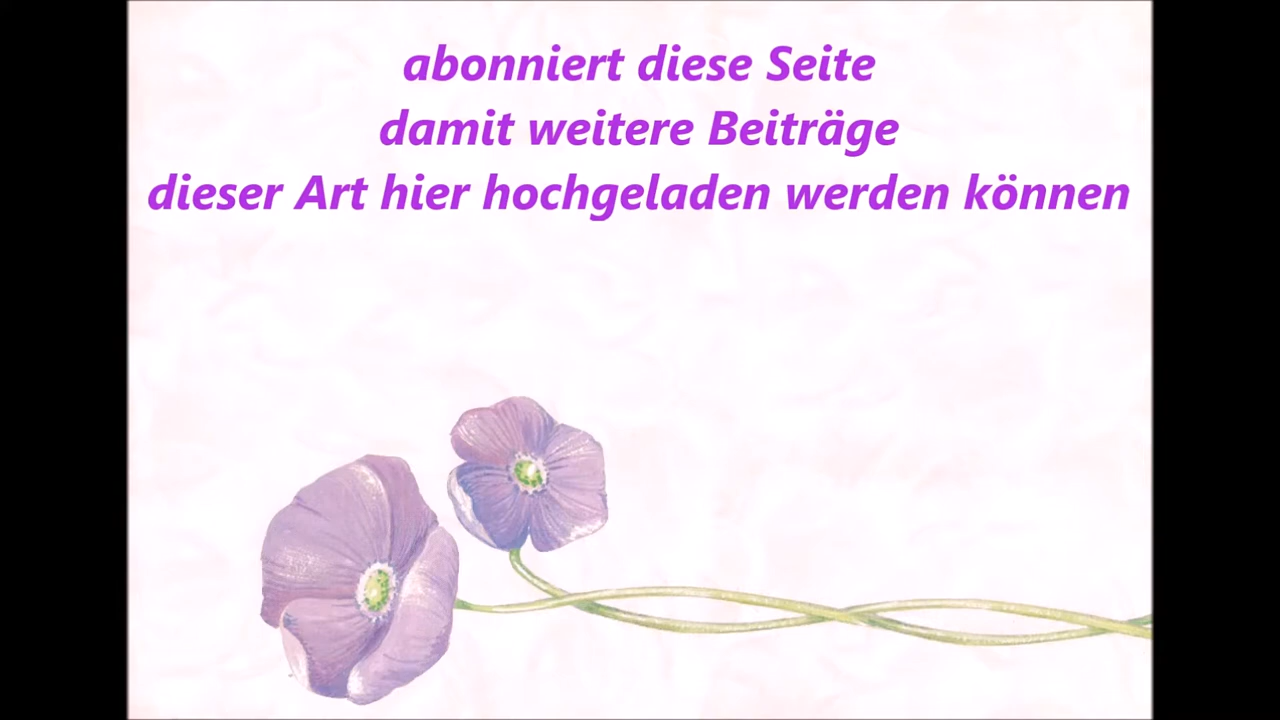 abonniert diese Seite
damit weitere Beiträge
dieser Art hier hochgeladen werden können